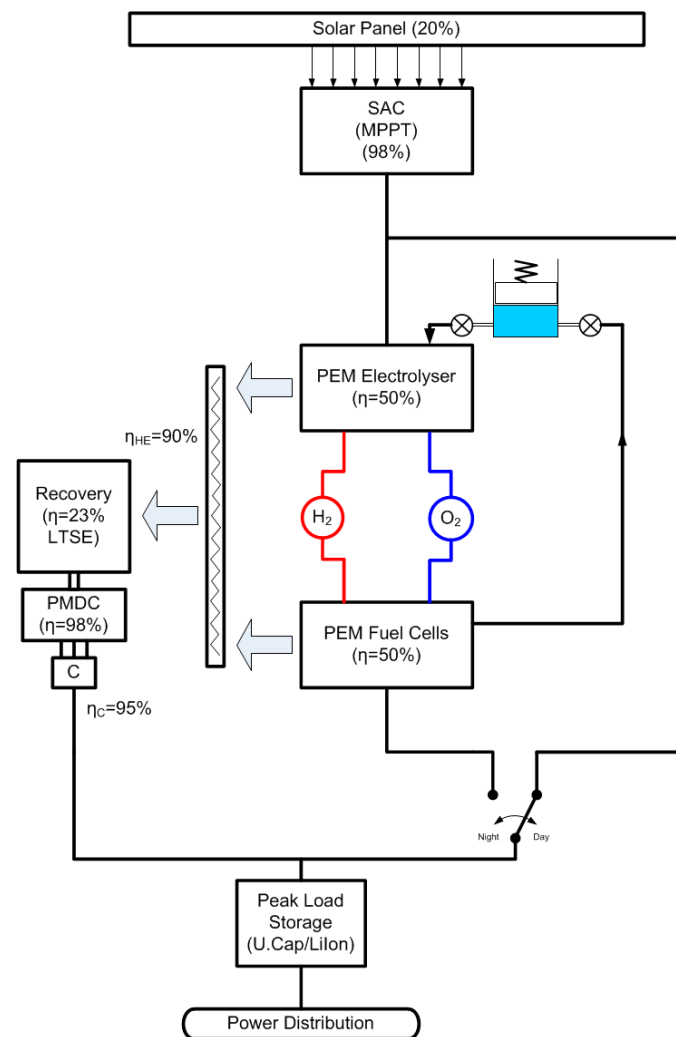 Solar Panel (20%)
SAC
(MPPT)
(98%)
PEM Electrolyser
(η=50%)
ηHE=90%
Recovery
(η=23%
LTSE)
H2
O2
PMDC
(η=98%)
PEM Fuel Cells
(η=50%)
C
ηC=95%
Night
Day
Peak Load
Storage
(U.Cap/LiIon)
Power Distribution